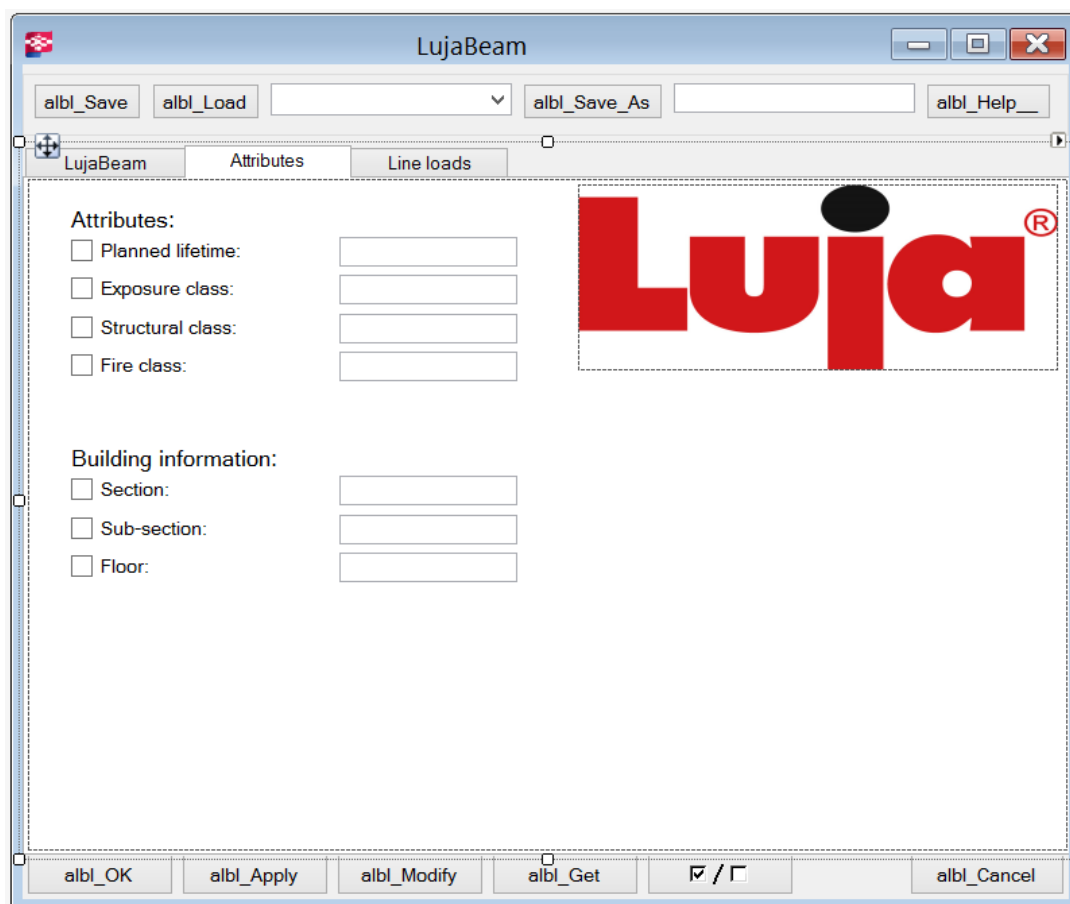 LujaBeam
albl_Save albl_Load albl_Save_As albl_Help__
LujaBeam Attributes Line loads
Attributes:
Planned lifetime:
Exposure class:
Structural class:
Fire class:
Luja®
Building information:
Section:
Sub-section:
Floor:
albl_OK albl_Apply albl_Modify albl_Get / albl_Cancel